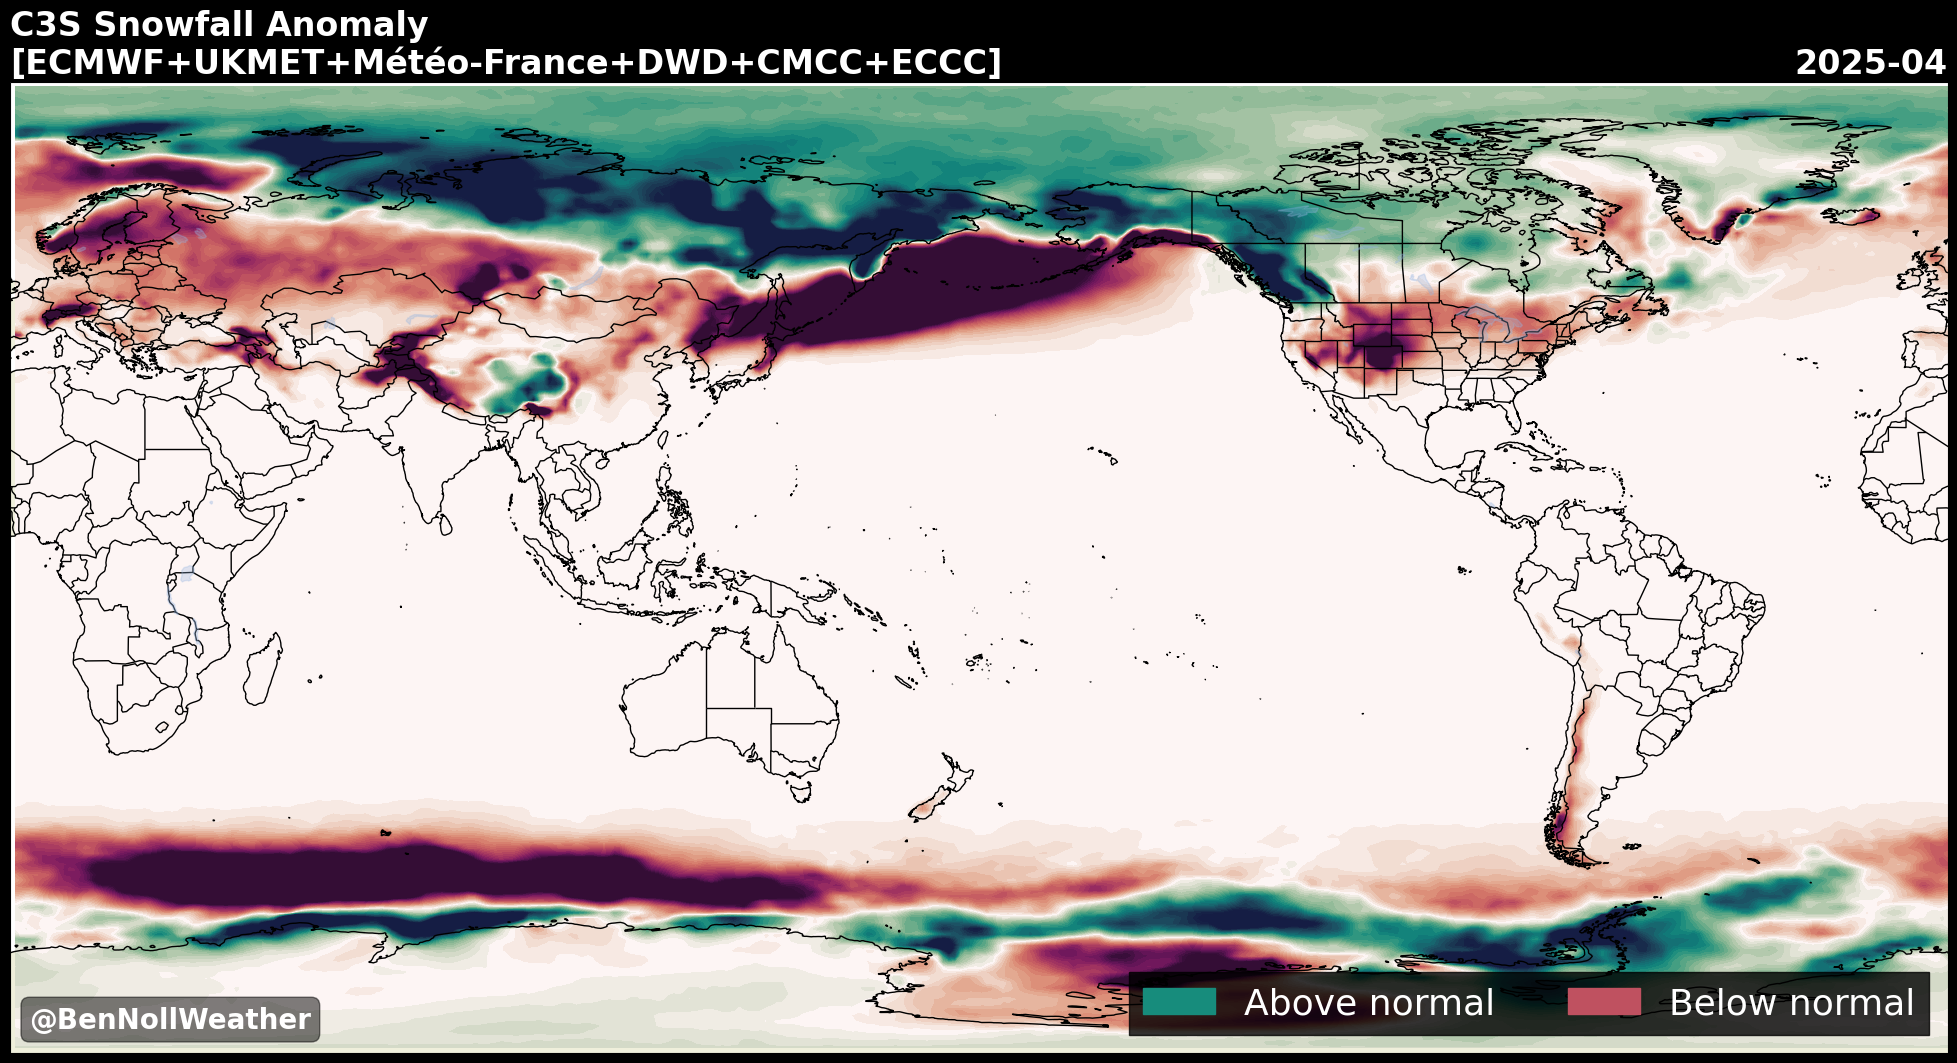 C3S Snowfall Anomaly
[ECMWF+UKMET+Météo-France+DWD+CMCC+ECCC]
2025-04
@BenNollWeather
Above normal
Below normal